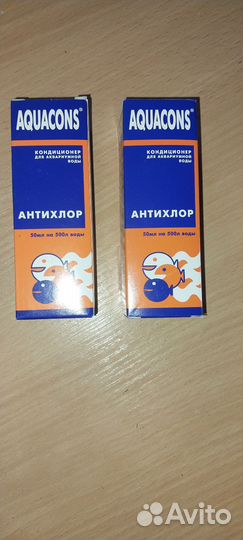 AQUACONS®
КОНДИЦИОНЕР
ДЛЯ АКВАРИУМНОЙ
ВОДЫ
АНТИХЛОР
50мл на 500л воды
AQUACONS®
КОНДИЦИОНЕР
ДЛЯ АКВАРИУМНОЙ
ВОДЫ
АНТИХЛОР
50мл на 500л воды
Avito